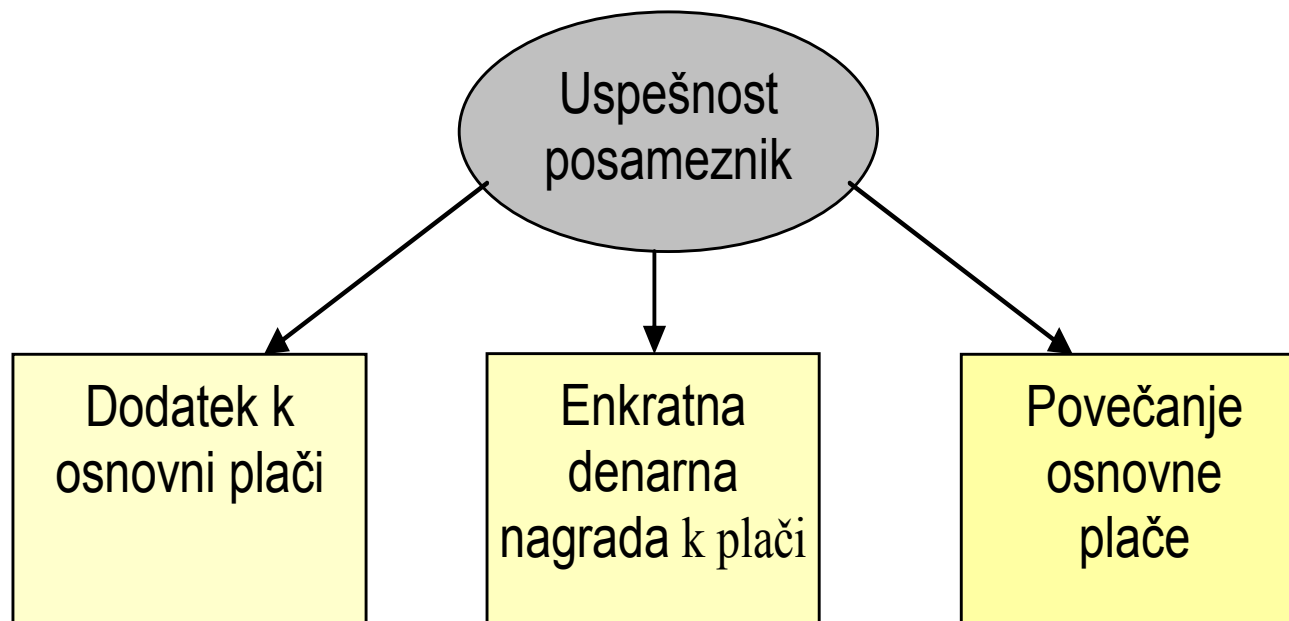 Uspešnost
posameznik
Dodatek k
osnovni plači
Enkratna
denarna
nagrada k plači
Povečanje
osnovne
plače